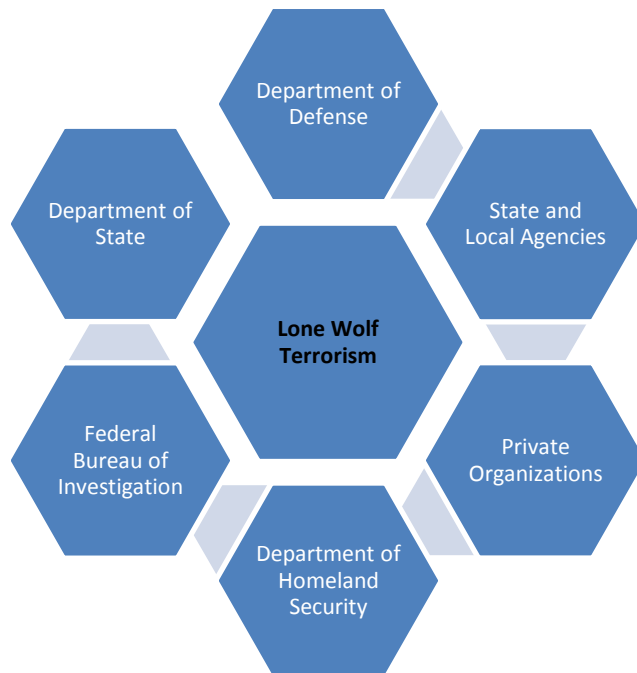 Department of
Defense
Department of
State
State and
Local Agencies
Lone Wolf
Terrorism
Federal
Bureau of
Investigation
Private
Organizations
Department of
Homeland
Security